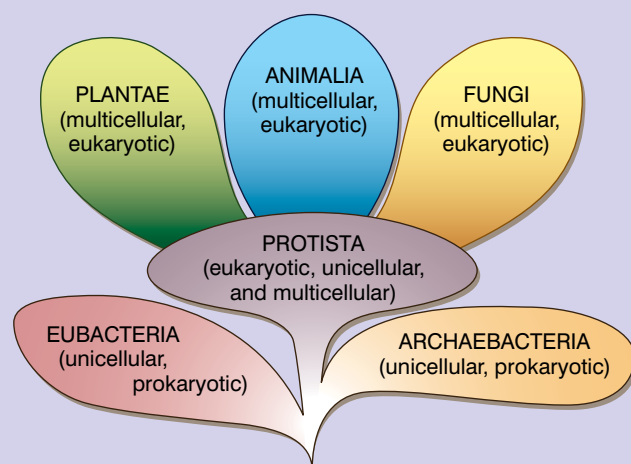 PLANTAE
(multicellular,
eukaryotic)
ANIMALIA
(multicellular,
eukaryotic)
FUNGI
(multicellular,
eukaryotic)
PROTISTA
(eukaryotic, unicellular,
and multicellular)
EUBACTERIA
(unicellular,
prokaryotic)
ARCHAEBACTERIA
(unicellular, prokaryotic)